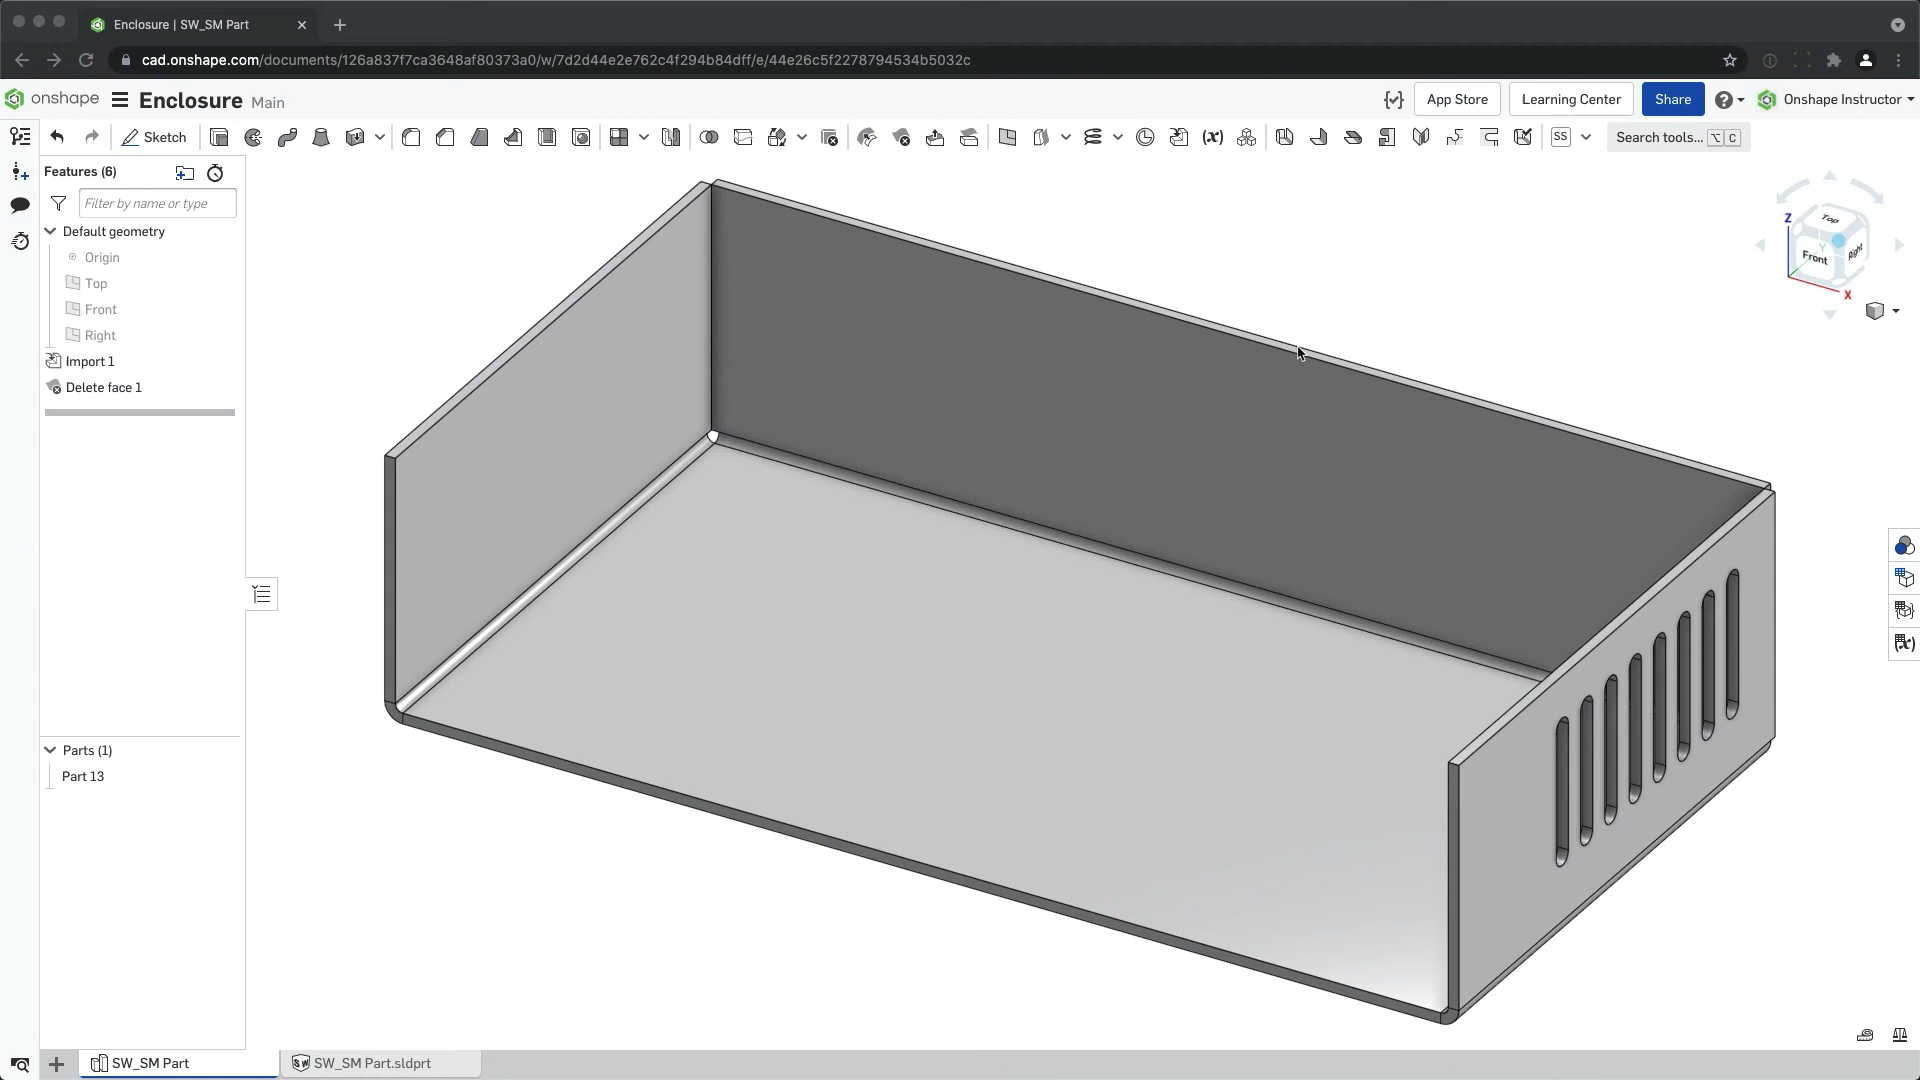 Enclosure | SW_SM Part
cad.onshape.com/documents/126a837f7ca3648af80373a0/w/7d2d44e2e762c4f294b84dff/e/44e26c5f2278794534b5032c
onshape
Enclosure Main
App Store
Learning Center
Share
Onshape Instructor
Sketch
(x)
SS
Search tools... ⌥ C
Features (6)
Filter by name or type
Default geometry
Origin
Top
Front
Right
Import 1
Delete face 1
Parts (1)
Part 13
Z
Top
Y
Front
Right
X
(x)
SW_SM Part
SW_SM Part.sldprt